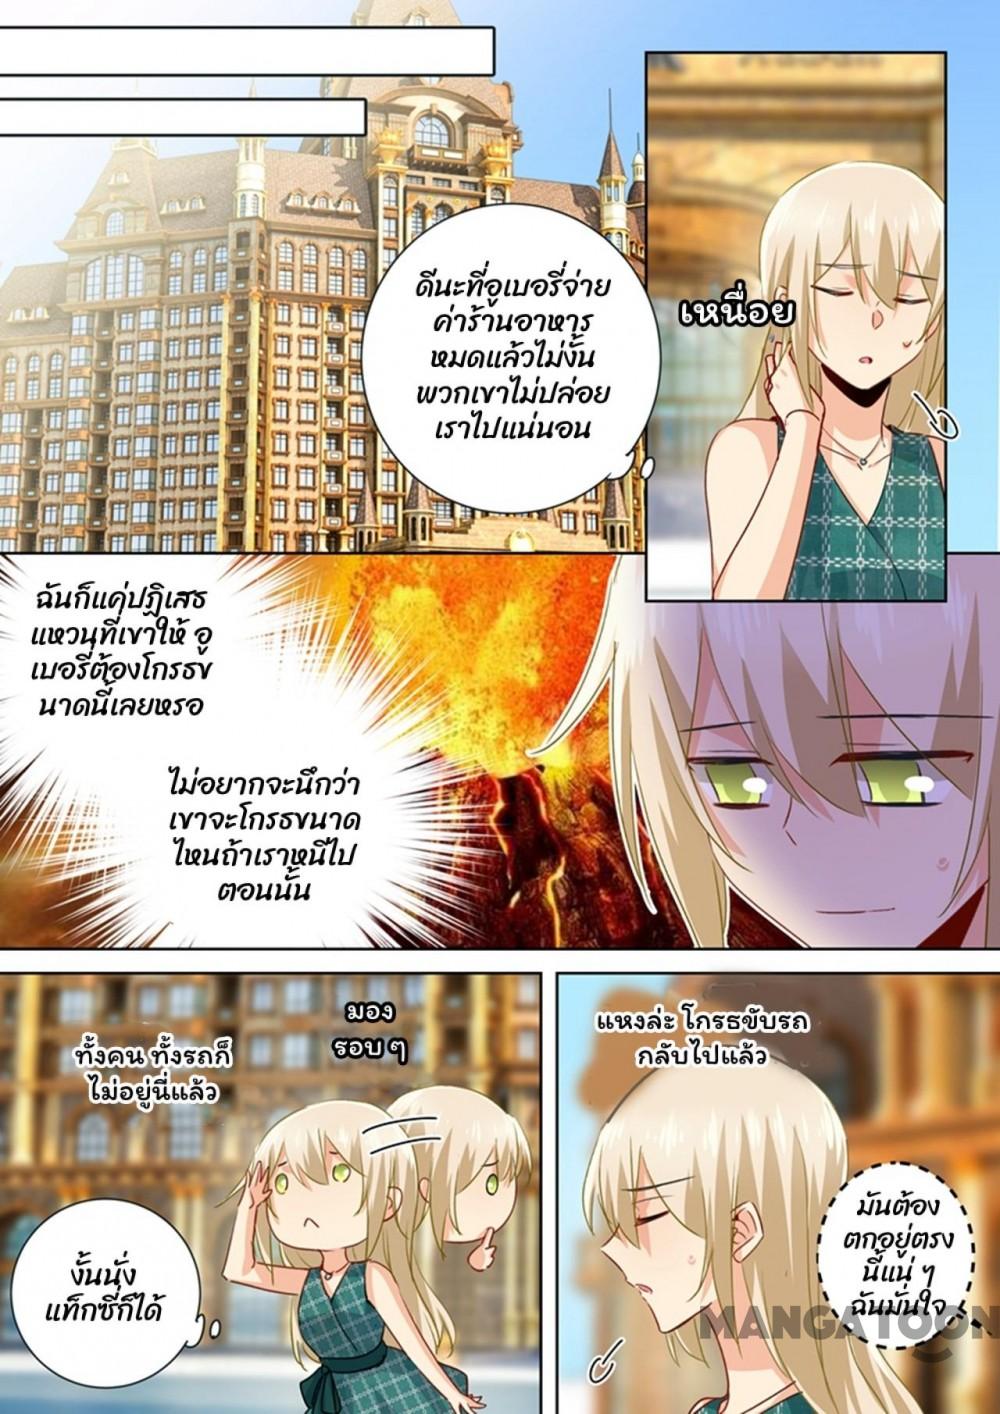 ดีนะที่อูเบอรี่จ่าย
ค่าร้านอาหาร
หมดแล้วไม่งั้น
พวกเขาไม่ปล่อย
เราไปแน่นอน
เหนื่อย
ฉันก็แค่ปฏิเสธ
แหวนที่เขาให้ อู
เบอรี่ต้องโกรธข
นาดนี้เลยหรอ
ไม่อยากจะนึกว่า
เขาจะโกรธขนาด
ไหนถ้าเราหนีไป
ตอนนั้น
มอง
รอบ ๆ
ทั้งคน ทั้งรถก็
ไม่อยู่นี่แล้ว
งั้นนั่ง
แท็กซี่ก็ได้
แหงล่ะ โกรธขับรถ
กลับไปแล้ว
มันต้อง
ตกอยู่ตรง
นี้แน่ ๆ
ฉันมั่นใจ
MANGATOON